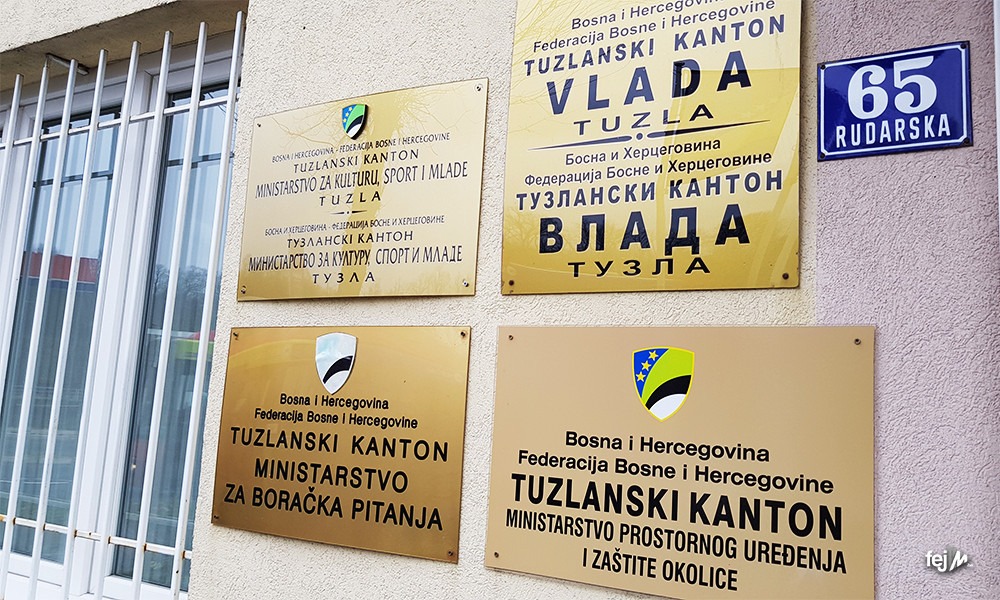 BOSNA I HERCEGOVINA - FEDERACIJA BOSNE I HERCEGOVINE
TUZLANSKI KANTON
MINISTARSTVO ZA KULTURU, SPORT I MLADE
TUZLA
БОСНА И ХЕРЦЕГОВИНА - ФЕДЕРАЦИЈА БОСНЕ И ХЕРЦЕГОВИНЕ
ТУЗЛАНСКИ КАНТОН
МИНИСТАРСТВО ЗА КУЛТУРУ, СПОРТ И МЛАДЕ
ТУЗЛА
Bosna i Hercegovina
Federacija Bosne i Hercegovine
TUZLANSKI KANTON
VLADA
TUZLA
Босна и Херцеговина
Федерација Босне и Херцеговине
ТУЗЛАНСКИ КАНТОН
ВЛАДА
ТУЗЛА
65
RUDARSKA
Bosna i Hercegovina
Federacija Bosne i Hercegovine
TUZLANSKI KANTON
MINISTARSTVO
ZA BORAČKA PITANJA
Bosna i Hercegovina
Federacija Bosne i Hercegovine
TUZLANSKI KANTON
MINISTARSTVO PROSTORNOG UREĐENJA
I ZAŠTITE OKOLICE
fej M.